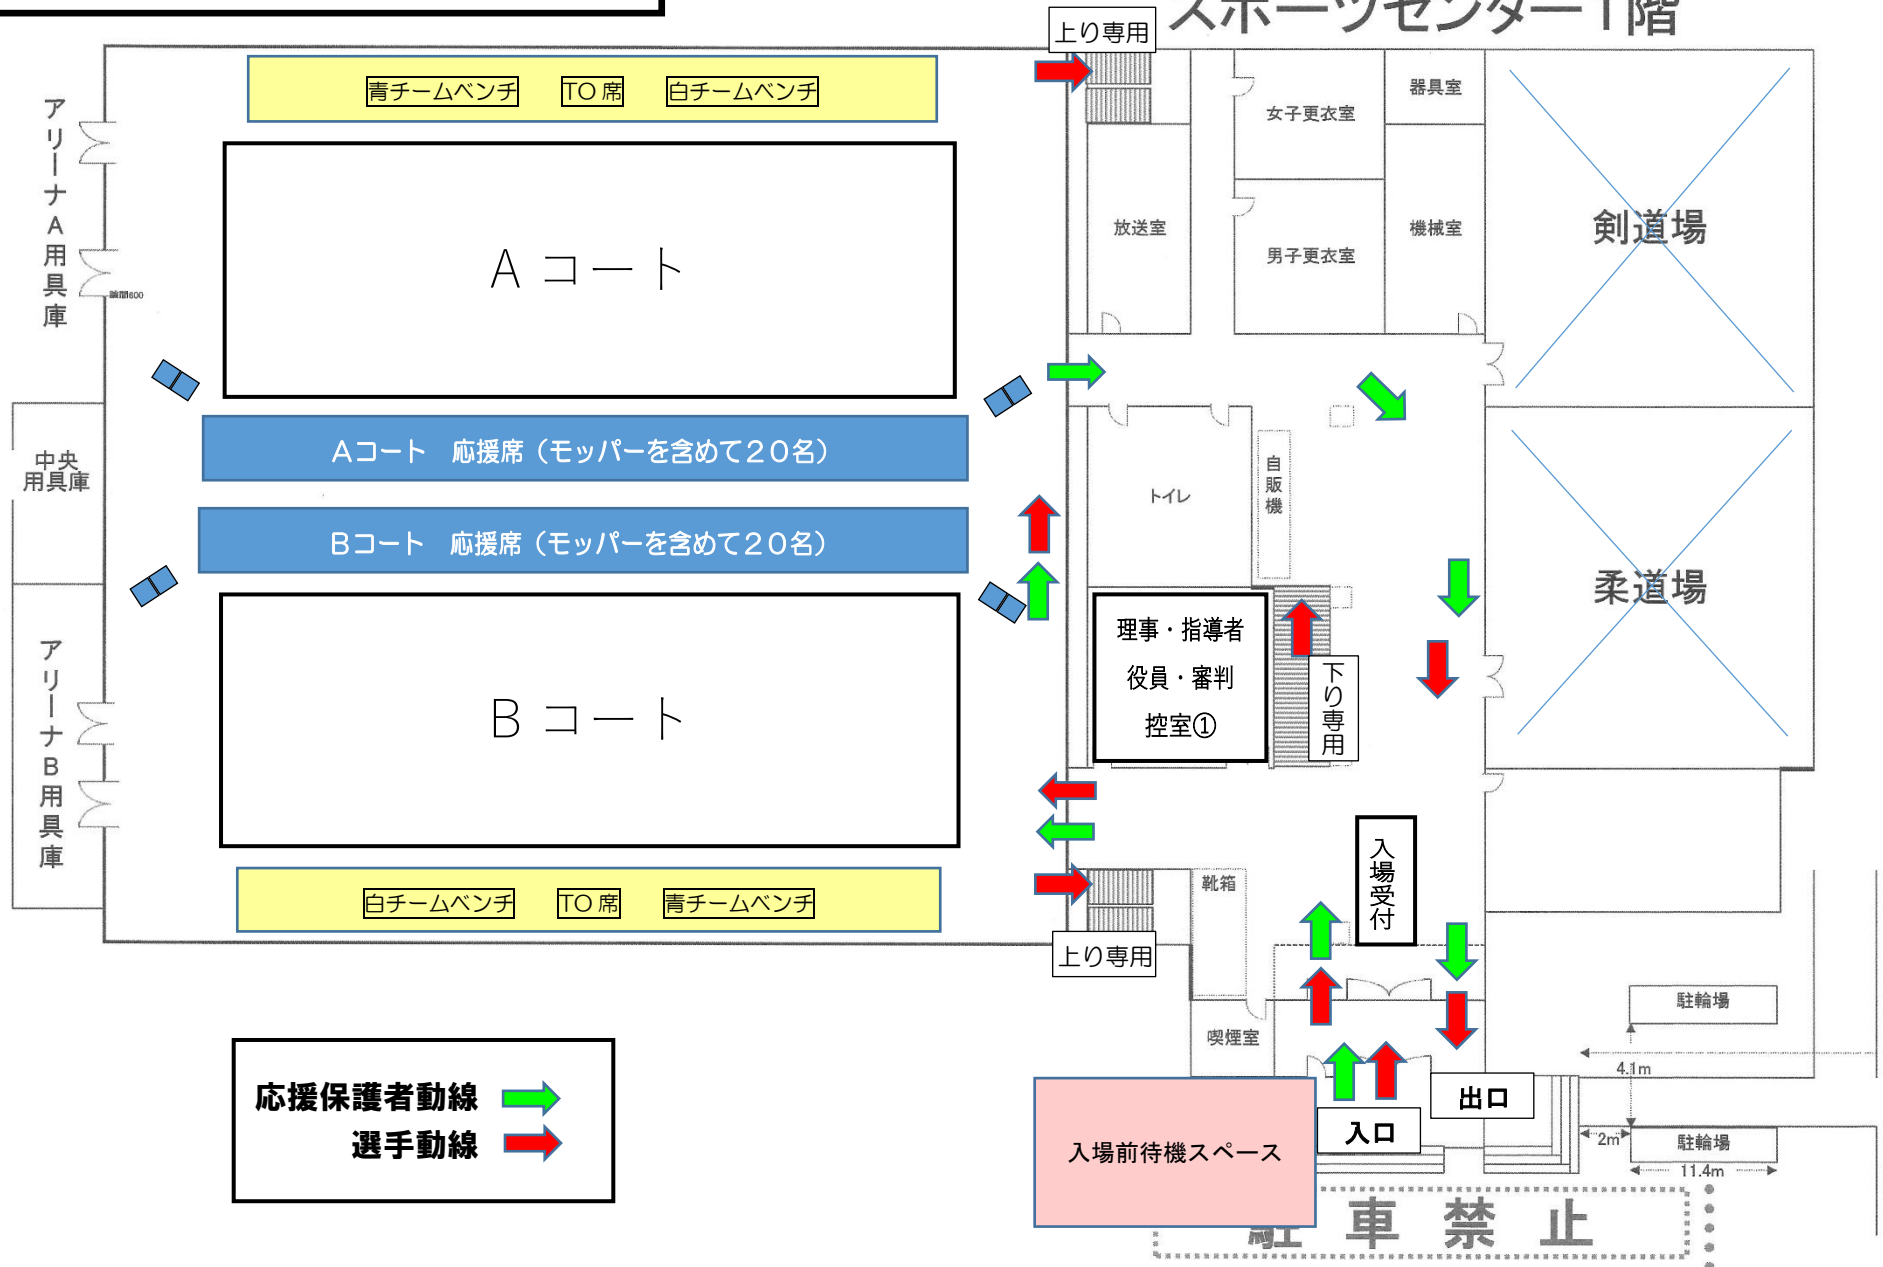 スポーツセンター1階
上り専用
青チームベンチ TO席 白チームベンチ
アリーナA用具庫
隙間600
Aコート
女子更衣室
器具室
放送室
男子更衣室
機械室
剣道場
Aコート 応援席（モッパーを含めて２０名）
中央
用具庫
Bコート 応援席（モッパーを含めて２０名）
トイレ
自販機
柔道場
理事・指導者
役員・審判
控室①
下り専用
アリーナB用具庫
Bコート
入場受付
白チームベンチ TO席 青チームベンチ
靴箱
上り専用
喫煙室
駐輪場
4.1m
応援保護者動線
選手動線
入場前待機スペース
入口
出口
2m
駐輪場
11.4m
駐車禁止